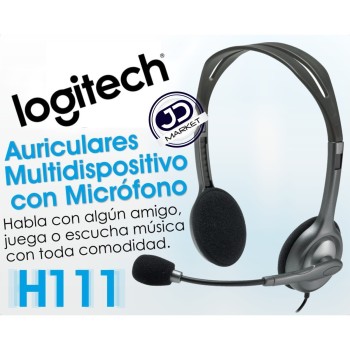 logitech®
JD
MARKET
Auriculares
Multidispositivo
con Micrófono
Habla con algún amigo,
juega o escucha música
con toda comodidad.
H111